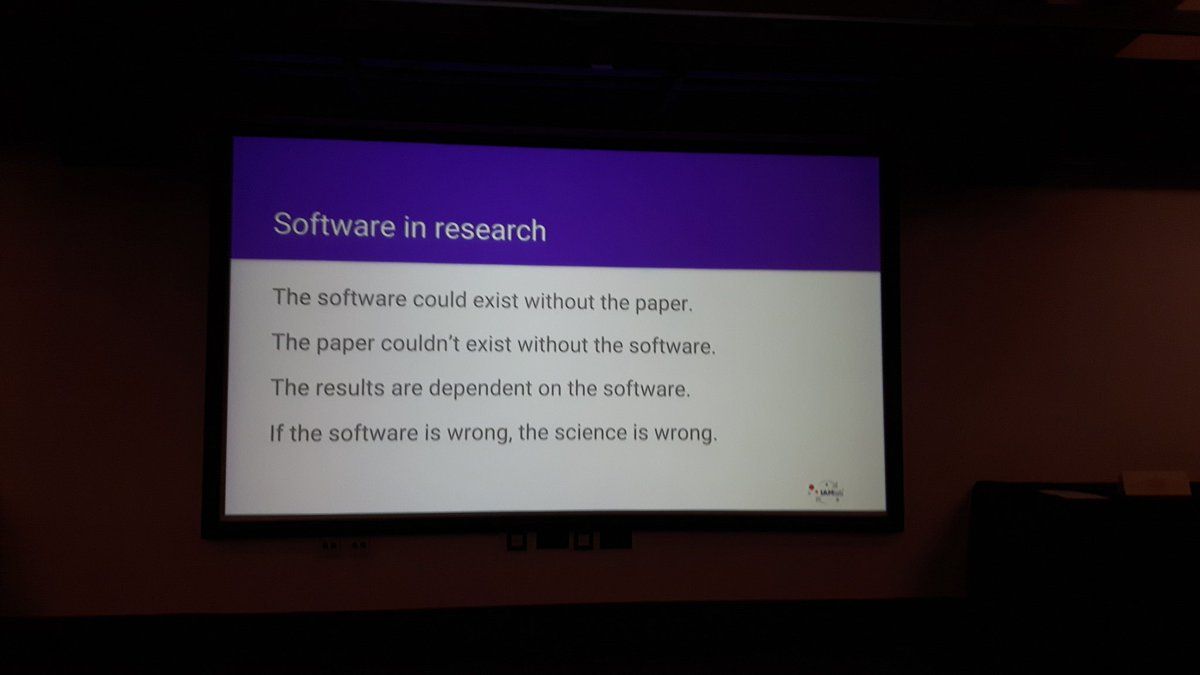 Software in research
The software could exist without the paper.
The paper couldn't exist without the software.
The results are dependent on the software.
If the software is wrong, the science is wrong.